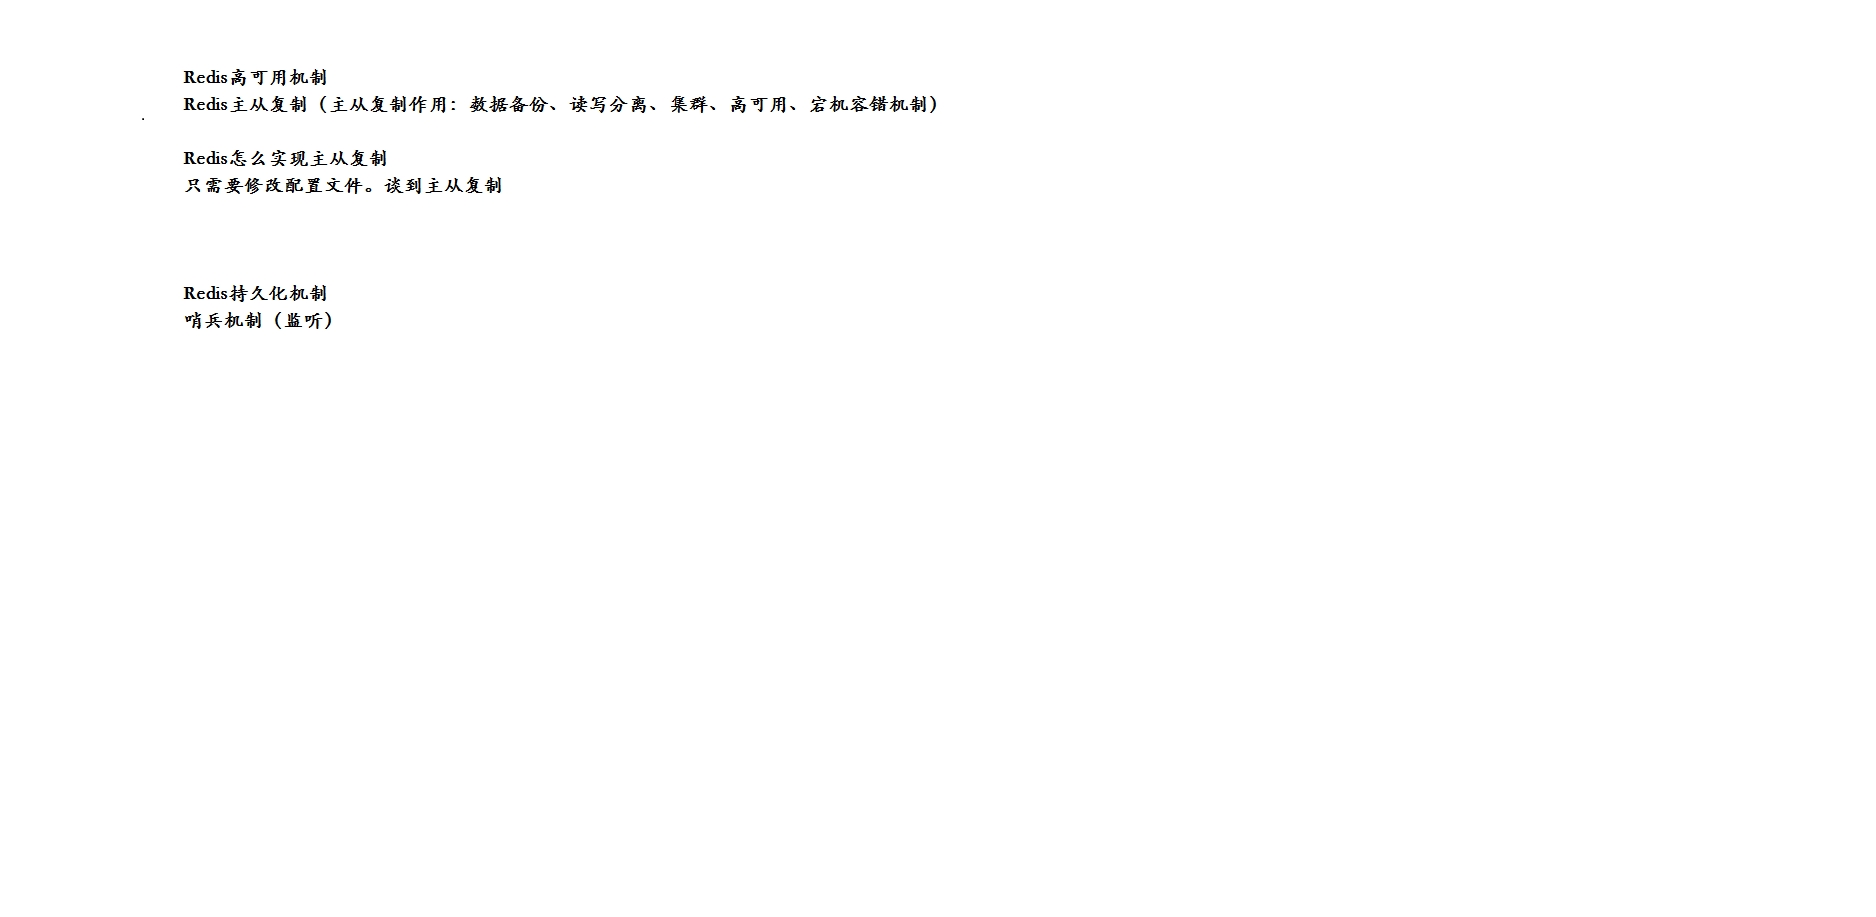 Redis高可用机制
Redis主从复制（主从复制作用：数据备份、读写分离、集群、高可用、宕机容错机制）
Redis怎么实现主从复制
只需要修改配置文件。谈到主从复制
Redis持久化机制
哨兵机制（监听）